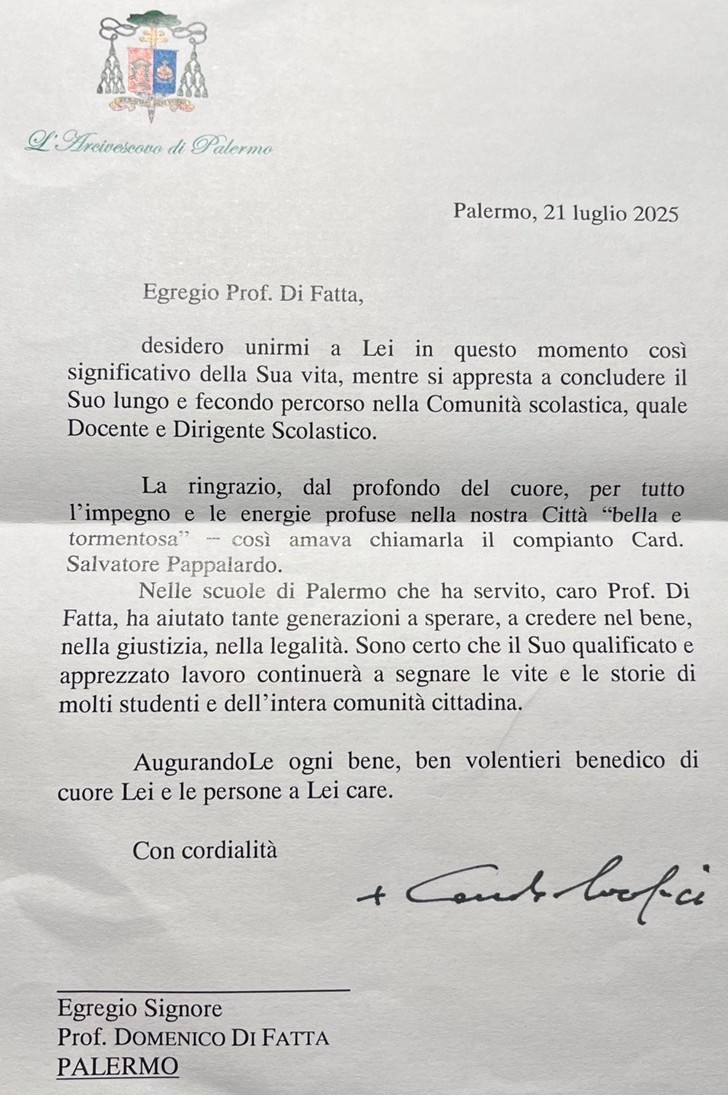 L'Arcivescovo di Palermo
Palermo, 21 luglio 2025
Egregio Prof. Di Fatta,
desidero unirmi a Lei in questo momento così
significativo della Sua vita, mentre si appresta a concludere il
Suo lungo e fecondo percorso nella Comunità scolastica, quale
Docente e Dirigente Scolastico.
La ringrazio, dal profondo del cuore, per tutto
l'impegno e le energie profuse nella nostra Città “bella e
tormentosa” – così amava chiamarla il compianto Card.
Salvatore Pappalardo.
Nelle scuole di Palermo che ha servito, caro Prof. Di
Fatta, ha aiutato tante generazioni a sperare, a credere nel bene,
nella giustizia, nella legalità. Sono certo che il Suo qualificato e
apprezzato lavoro continuerà a segnare le vite e le storie di
molti studenti e dell'intera comunità cittadina.
AugurandoLe ogni bene, ben volentieri benedico di
cuore Lei e le persone a Lei care.
Con cordialità
Egregio Signore
Prof. DOMENICO DI FATTA
PALERMO